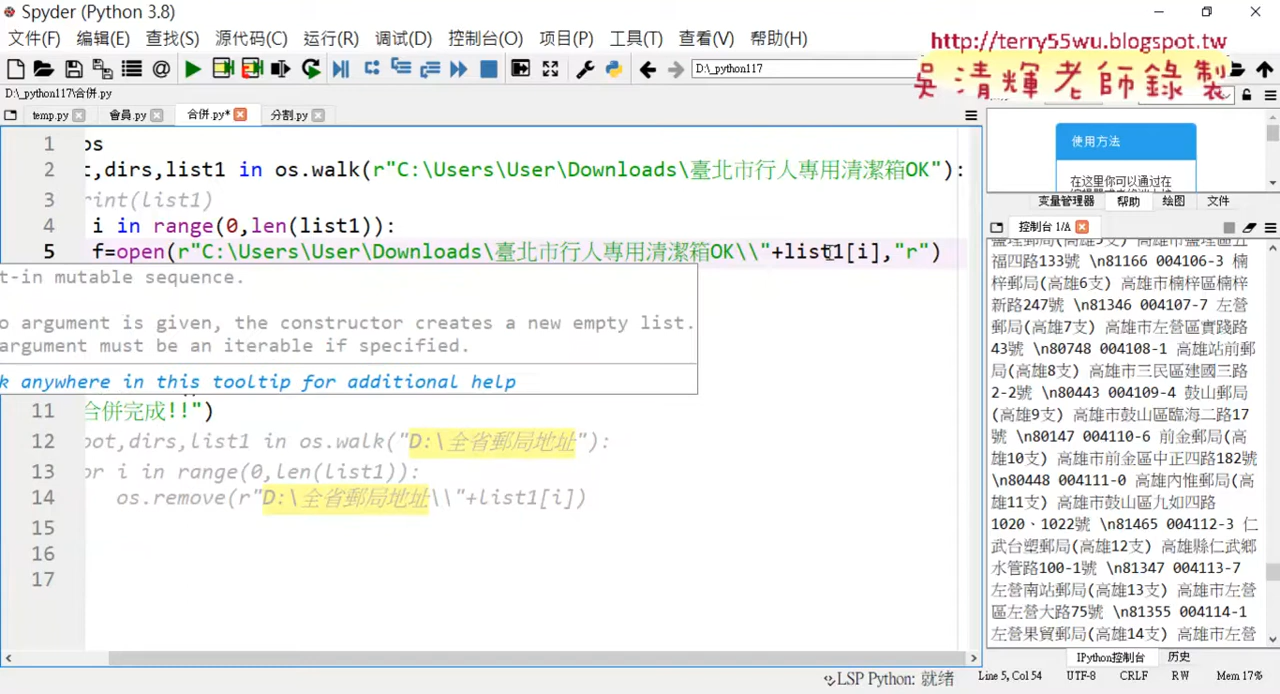 Spyder (Python 3.8)
文件(F) 编辑(E) 查找(S) 源代码(C) 运行(R) 调试(D) 控制台(O) 项目(P) 工具(T) 查看(V) 帮助(H)
http://terry55wu.blogspot.tw
吳清輝老師錄製
D:\_python117
D:\_python117\合併.py
temp.py 會員.py 合併.py* 分割.py
1 os
2 t,dirs,list1 in os.walk(r"C:\Users\User\Downloads\臺北市行人專用清潔箱OK"):
3 rint(list1)
4 i in range(0,len(list1)):
5 f=open(r"C:\Users\User\Downloads\臺北市行人專用清潔箱OK\\"+list1[i],"r")
t-in mutable sequence.
o argument is given, the constructor creates a new empty list.
argument must be an iterable if specified.
k anywhere in this tooltip for additional help
11 合併完成!!")
12 oot,dirs,list1 in os.walk("D:\全省郵局地址"):
13 or i in range(0,len(list1)):
14 os.remove(r"D:\全省郵局地址\\"+list1[i])
15
16
17
使用方法
在这里你可以通过在
变量管理器 帮助 绘图 文件
控制台 1/A
福四路133號 \n81166 004106-3 楠
梓郵局(高雄6支) 高雄市楠梓區楠梓
新路247號 \n81346 004107-7 左營
郵局(高雄7支) 高雄市左營區實踐路
43號 \n80748 004108-1 高雄站前郵
局(高雄8支) 高雄市三民區建國三路
2-2號 \n80443 004109-4 鼓山郵局
(高雄9支) 高雄市鼓山區臨海二路17
號 \n80147 004110-6 前金郵局(高
雄10支) 高雄市前金區中正四路182號
\n80448 004111-0 高雄內惟郵局(高
雄11支) 高雄市鼓山區九如四路
1020、1022號 \n81465 004112-3 仁
武台塑郵局(高雄12支) 高雄縣仁武鄉
水管路100-1號 \n81347 004113-7
左營南站郵局(高雄13支) 高雄市左營
區左營大路75號 \n81355 004114-1
左營果貿郵局(高雄14支) 高雄市左營
IPython控制台 历史
LSP Python: 就绪 Line 5, Col 54 UTF-8 CRLF RW Mem 17%